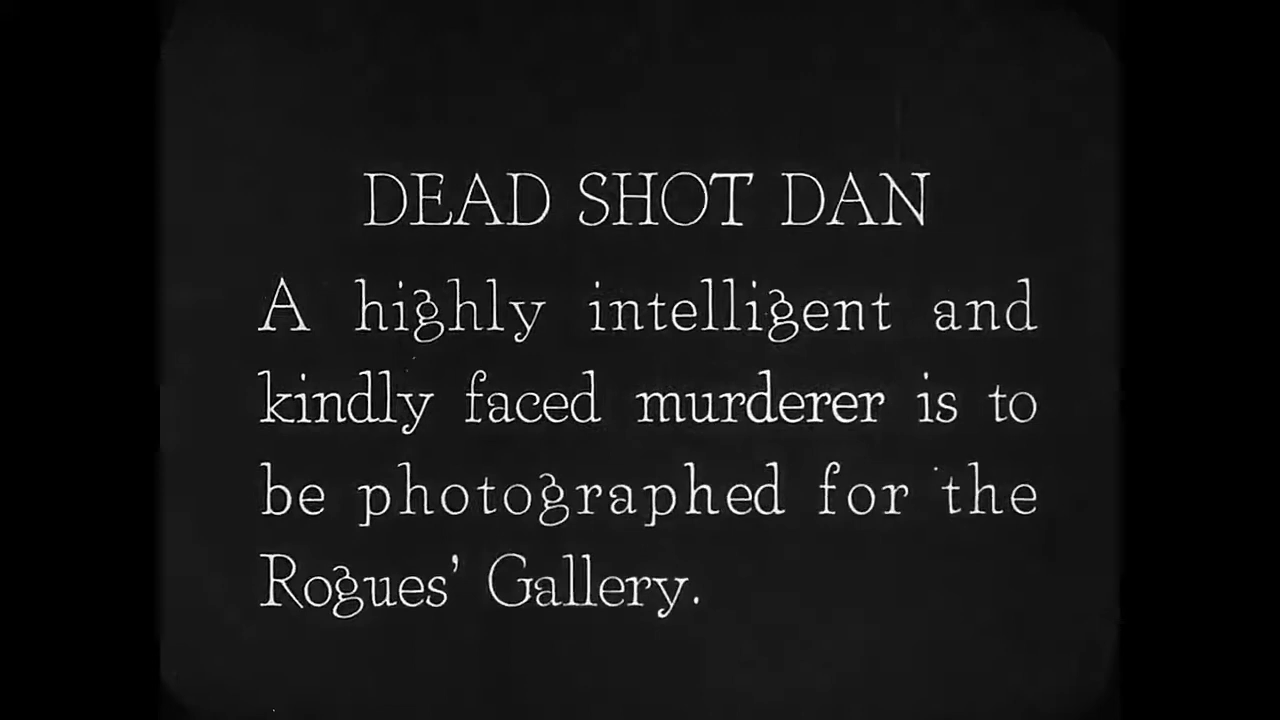 DEAD SHOT DAN
A highly intelligent and
kindly faced murderer is to
be photographed for the
Rogues' Gallery.